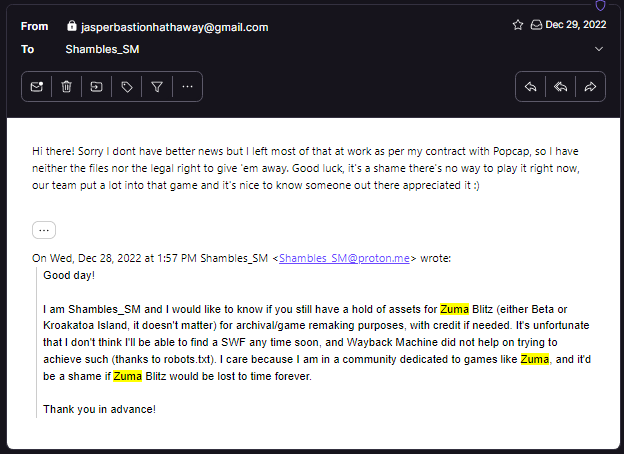 From jasperbastionhathaway@gmail.com Dec 29, 2022
To Shambles_SM
Hi there! Sorry I dont have better news but I left most of that at work as per my contract with Popcap, so I have
neither the files nor the legal right to give 'em away. Good luck, it's a shame there's no way to play it right now,
our team put a lot into that game and it's nice to know someone out there appreciated it :)
...
On Wed, Dec 28, 2022 at 1:57 PM Shambles_SM <Shambles_SM@proton.me> wrote:
Good day!
I am Shambles_SM and I would like to know if you still have a hold of assets for Zuma Blitz (either Beta or
Kroakatoa Island, it doesn't matter) for archival/game remaking purposes, with credit if needed. It's unfortunate
that I don't think I'll be able to find a SWF any time soon, and Wayback Machine did not help on trying to
achieve such (thanks to robots.txt). I care because I am in a community dedicated to games like Zuma, and it'd
be a shame if Zuma Blitz would be lost to time forever.
Thank you in advance!